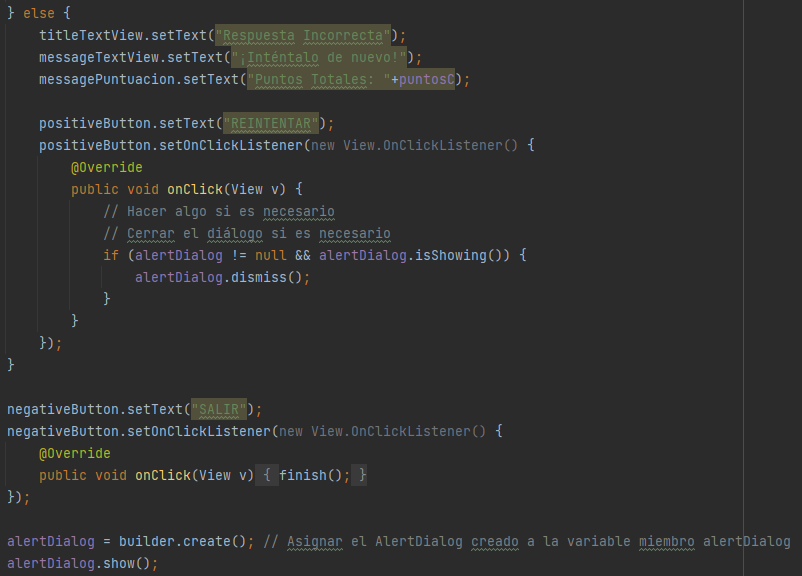 } else {
titleTextView.setText("Respuesta Incorrecta");
messageTextView.setText("¡Inténtalo de nuevo!");
messagePuntuacion.setText("Puntos Totales: "+puntosC);
positiveButton.setText("REINTENTAR");
positiveButton.setOnClickListener(new View.OnClickListener() {
@Override
public void onClick(View v) {
// Hacer algo si es necesario
// Cerrar el diálogo si es necesario
if (alertDialog != null && alertDialog.isShowing()) {
alertDialog.dismiss();
}
}
});
}
negativeButton.setText("SALIR");
negativeButton.setOnClickListener(new View.OnClickListener() {
@Override
public void onClick(View v) { finish(); }
});
alertDialog = builder.create(); // Asignar el AlertDialog creado a la variable miembro alertDialog
alertDialog.show();